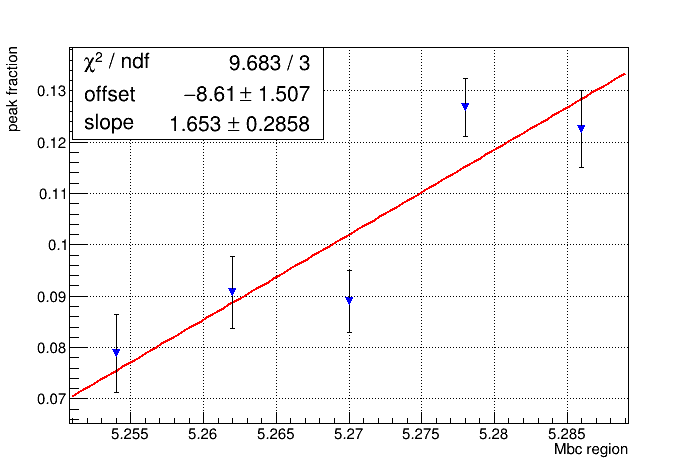 peak fraction
χ² / ndf 9.683 / 3
offset −8.61 ± 1.507
slope 1.653 ± 0.2858
0.13
0.12
0.11
0.1
0.09
0.08
0.07
5.255 5.26 5.265 5.27 5.275 5.28 5.285
Mbc region